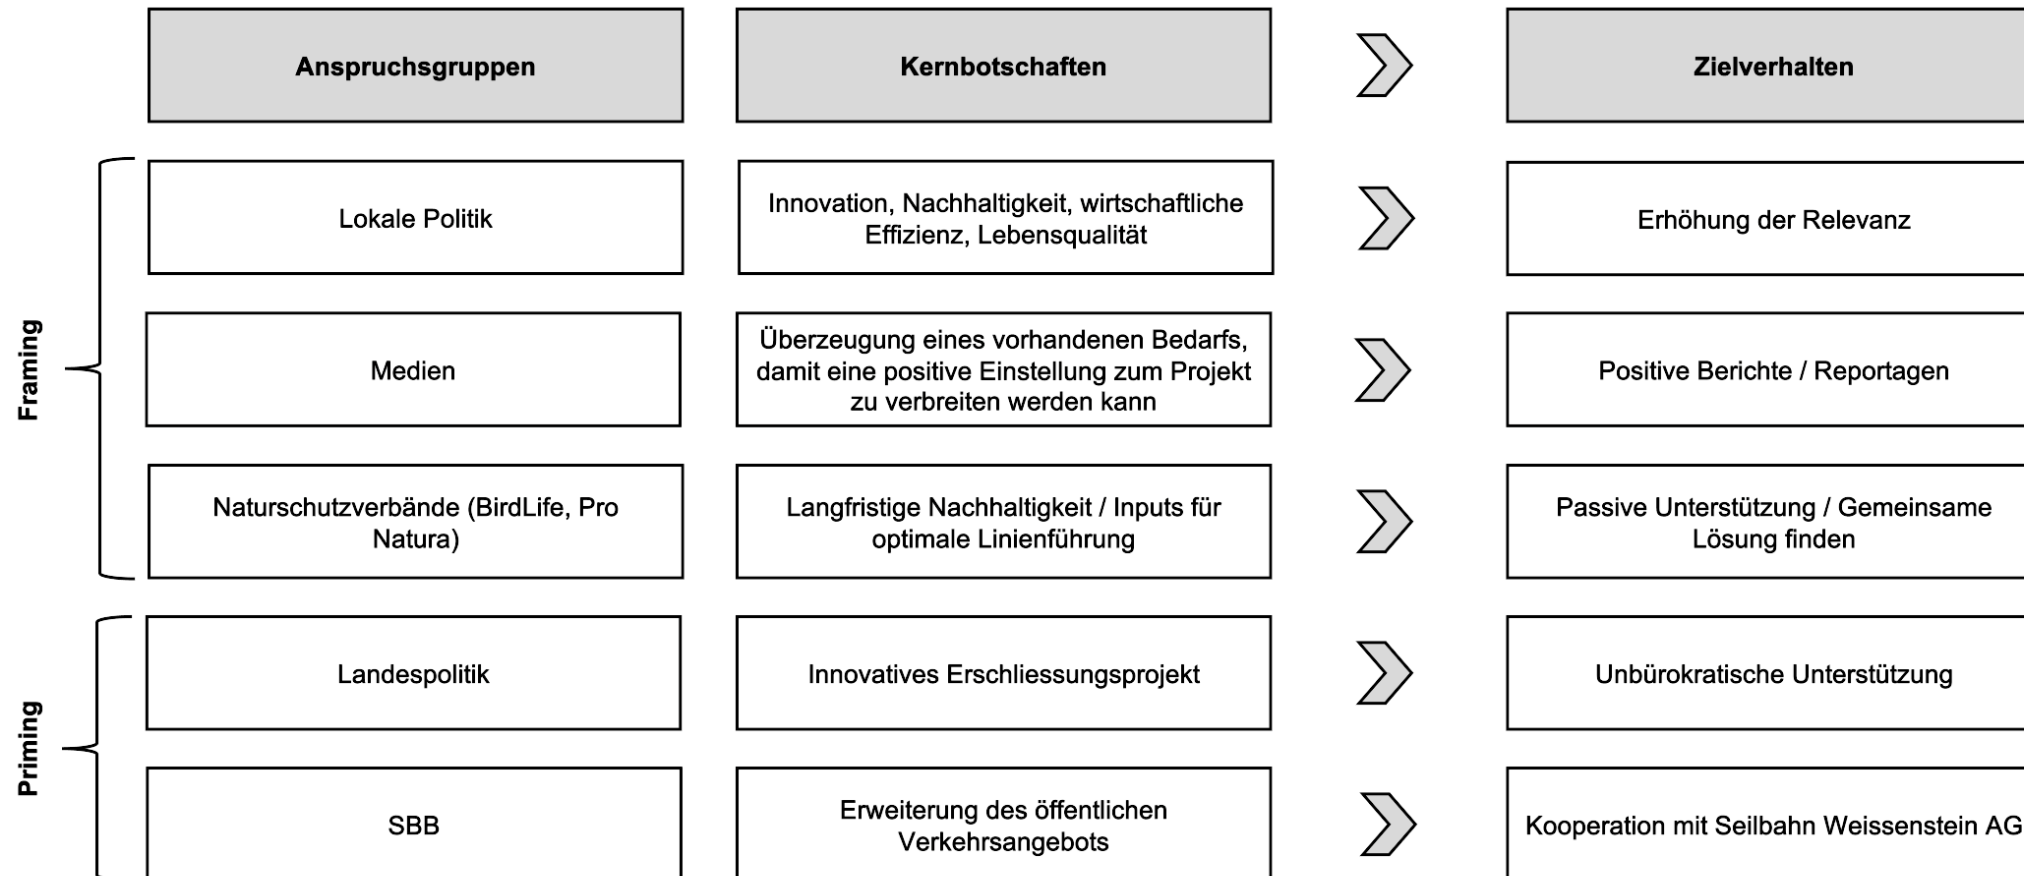 Anspruchsgruppen
Kernbotschaften
Zielverhalten
Framing
Lokale Politik
Innovation, Nachhaltigkeit, wirtschaftliche
Effizienz, Lebensqualität
Erhöhung der Relevanz
Medien
Überzeugung eines vorhandenen Bedarfs,
damit eine positive Einstellung zum Projekt
zu verbreiten werden kann
Positive Berichte / Reportagen
Naturschutzverbände (BirdLife, Pro
Natura)
Langfristige Nachhaltigkeit / Inputs für
optimale Linienführung
Passive Unterstützung / Gemeinsame
Lösung finden
Priming
Landespolitik
Innovatives Erschliessungsprojekt
Unbürokratische Unterstützung
SBB
Erweiterung des öffentlichen
Verkehrsangebots
Kooperation mit Seilbahn Weissenstein AG